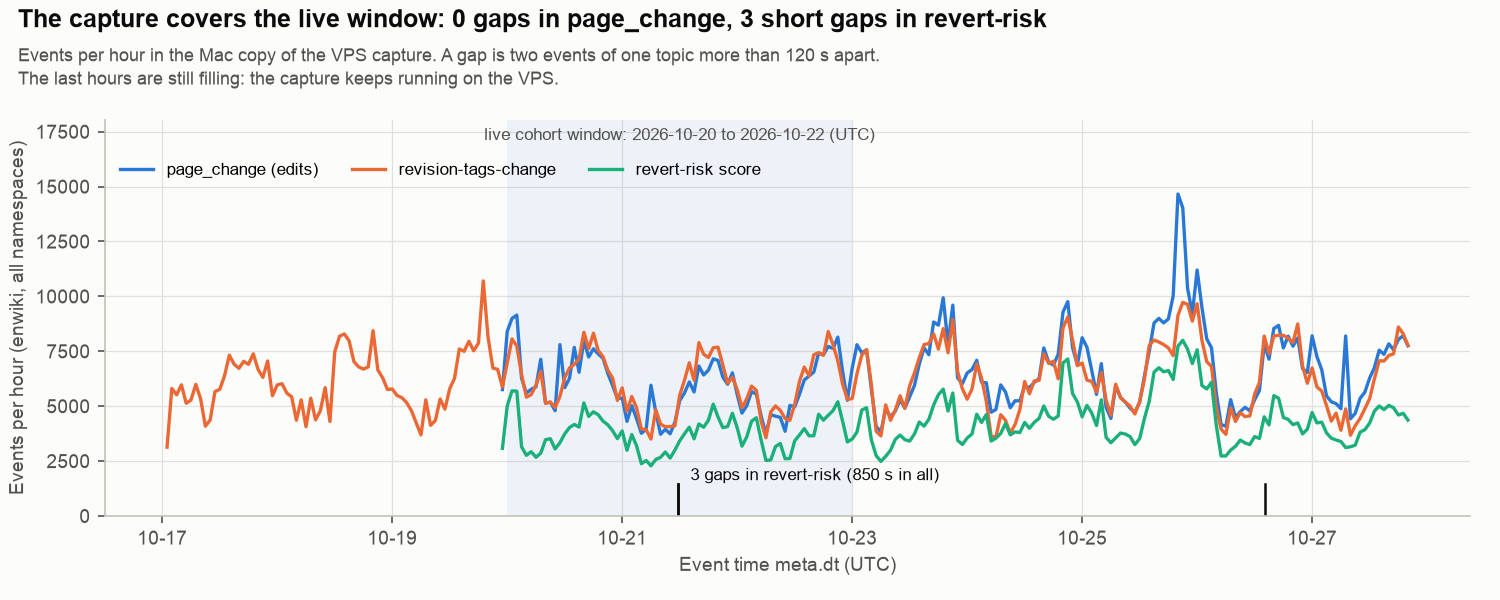 The capture covers the live window: 0 gaps in page_change, 3 short gaps in revert-risk
Events per hour in the Mac copy of the VPS capture. A gap is two events of one topic more than 120 s apart.
The last hours are still filling: the capture keeps running on the VPS.
live cohort window: 2026-10-20 to 2026-10-22 (UTC)
page_change (edits)
revision-tags-change
revert-risk score
Events per hour (enwiki, all namespaces)
17500
15000
12500
10000
7500
5000
2500
0
3 gaps in revert-risk (850 s in all)
10-17
10-19
10-21
10-23
10-25
10-27
Event time meta.dt (UTC)